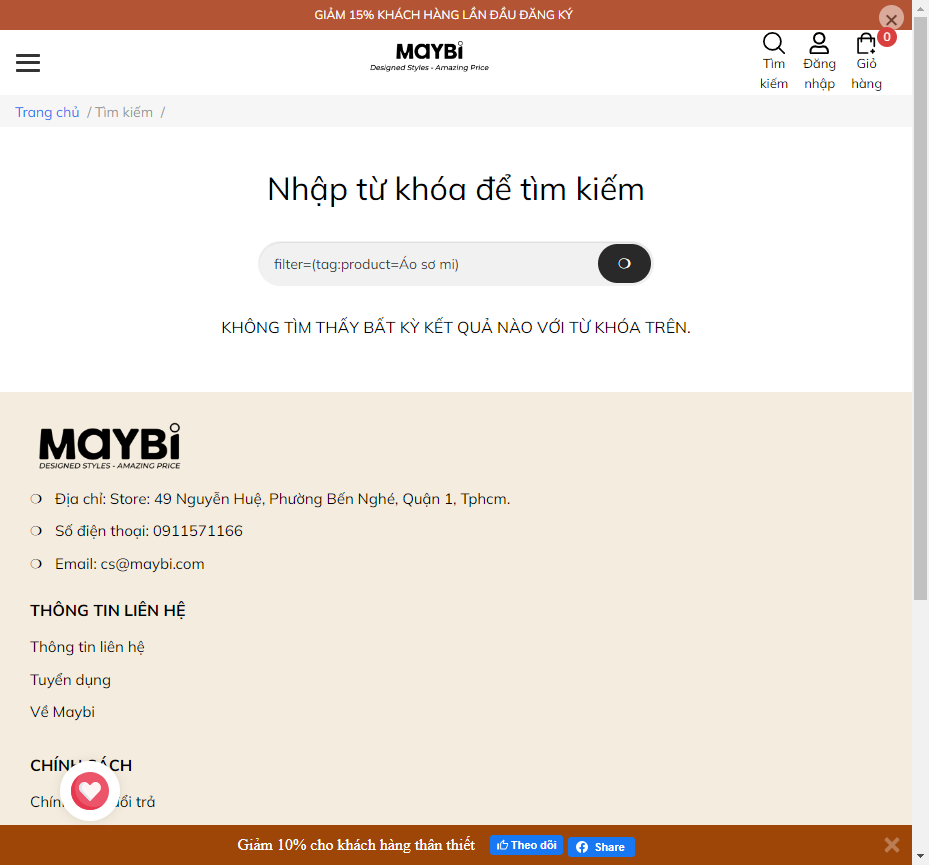 GIẢM 15% KHÁCH HÀNG LẦN ĐẦU ĐĂNG KÝ
MAYBI
Designed Styles - Amazing Price
Tìm kiếm
Đăng nhập
Giỏ hàng
0
Trang chủ / Tìm kiếm /
Nhập từ khóa để tìm kiếm
filter=(tag:product=Áo sơ mi)
KHÔNG TÌM THẤY BẤT KỲ KẾT QUẢ NÀO VỚI TỪ KHÓA TRÊN.
MAYBI
DESIGNED STYLES - AMAZING PRICE
Địa chỉ: Store: 49 Nguyễn Huệ, Phường Bến Nghé, Quận 1, Tphcm.
Số điện thoại: 0911571166
Email: cs@maybi.com
THÔNG TIN LIÊN HỆ
Thông tin liên hệ
Tuyển dụng
Về Maybi
CHÍNH SÁCH
đổi trả
Giảm 10% cho khách hàng thân thiết
Theo dõi
Share